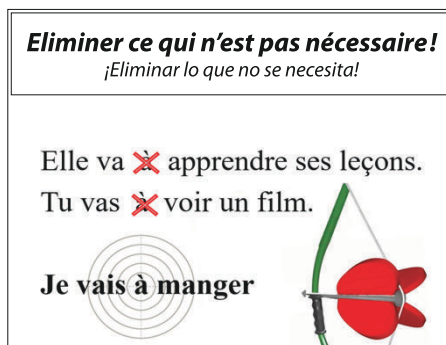 Eliminer ce qui n'est pas nécessaire!
¡Eliminar lo que no se necesita!
Elle va à apprendre ses leçons.
Tu vas à voir un film.
Je vais à manger